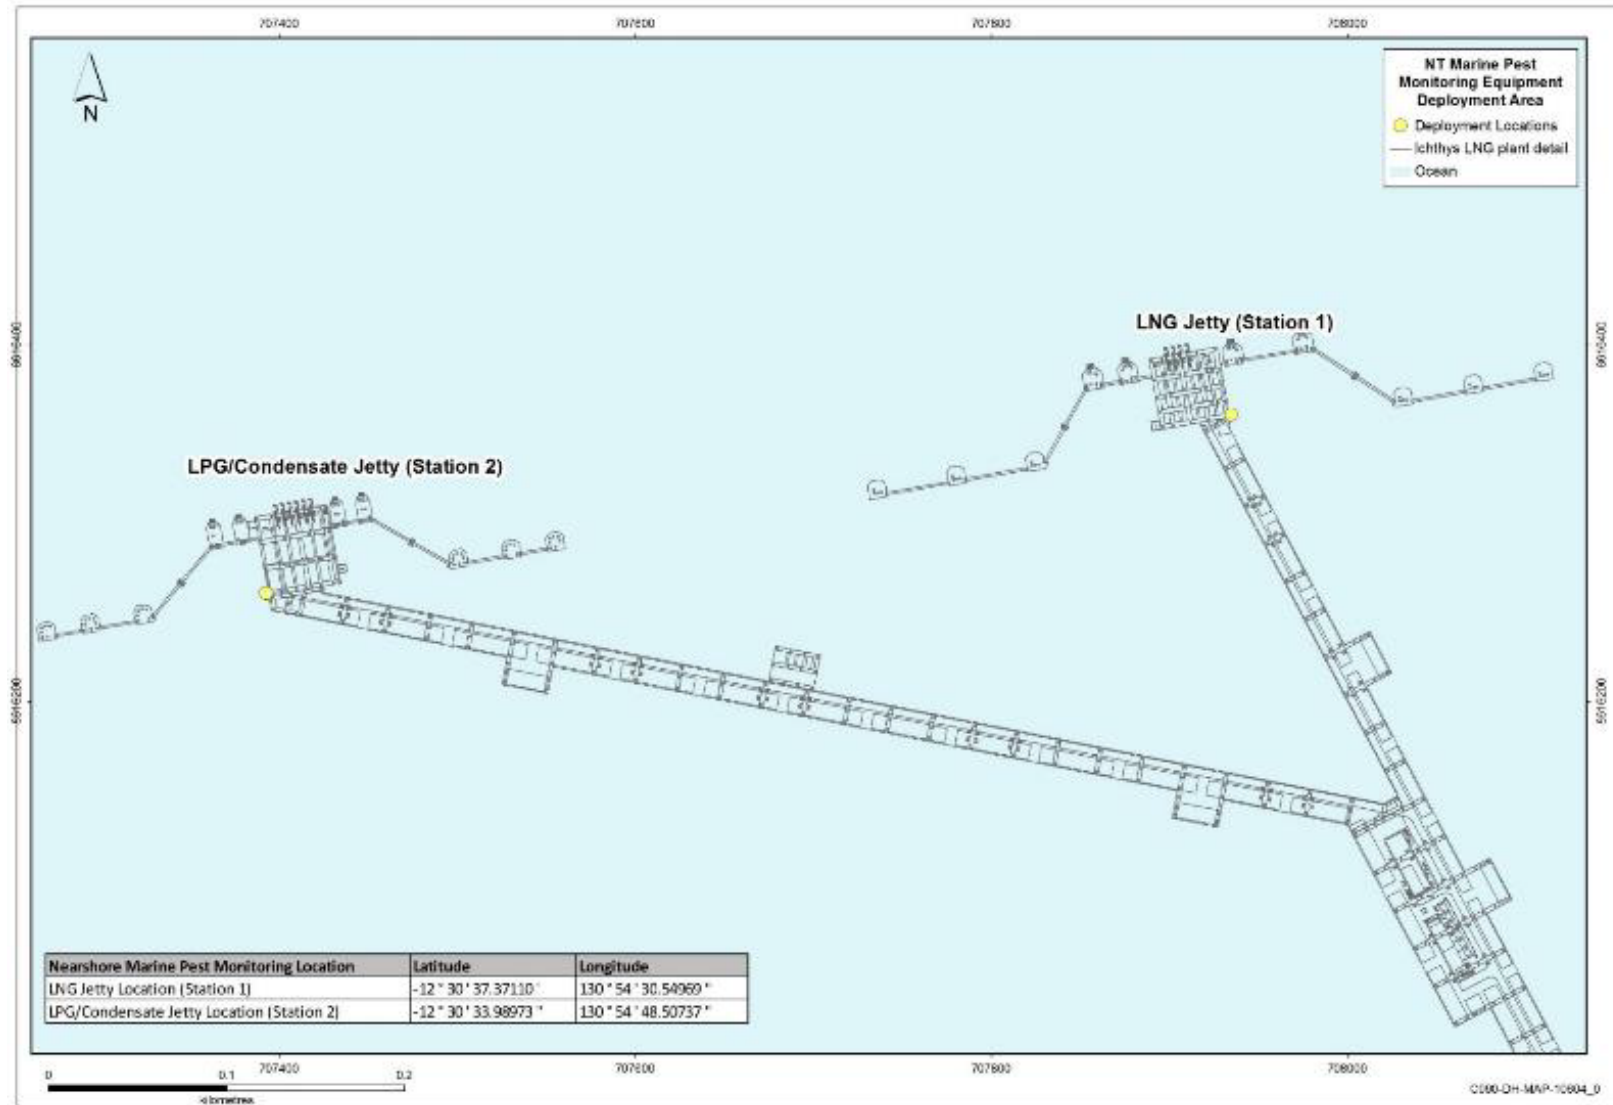 707400 707600 707800 708000
N
NT Marine Pest
Monitoring Equipment
Deployment Area
Deployment Locations
Ichthys LNG plant detail
Ocean
LNG Jetty (Station 1)
8616400 8616400
LPG/Condensate Jetty (Station 2)
8616200 8616200
Nearshore Marine Pest Monitoring Location Latitude Longitude
LNG Jetty Location (Station 1) -12 ° 30 ' 37.37110 " 130 ° 54 ' 30.54969 "
LPG/Condensate Jetty Location (Station 2) -12 ° 30 ' 33.98973 " 130 ° 54 ' 48.50737 "
707400 707600 707800 708000
0 0.1 0.2
kilometres
C090-DH-MAP-10604_0